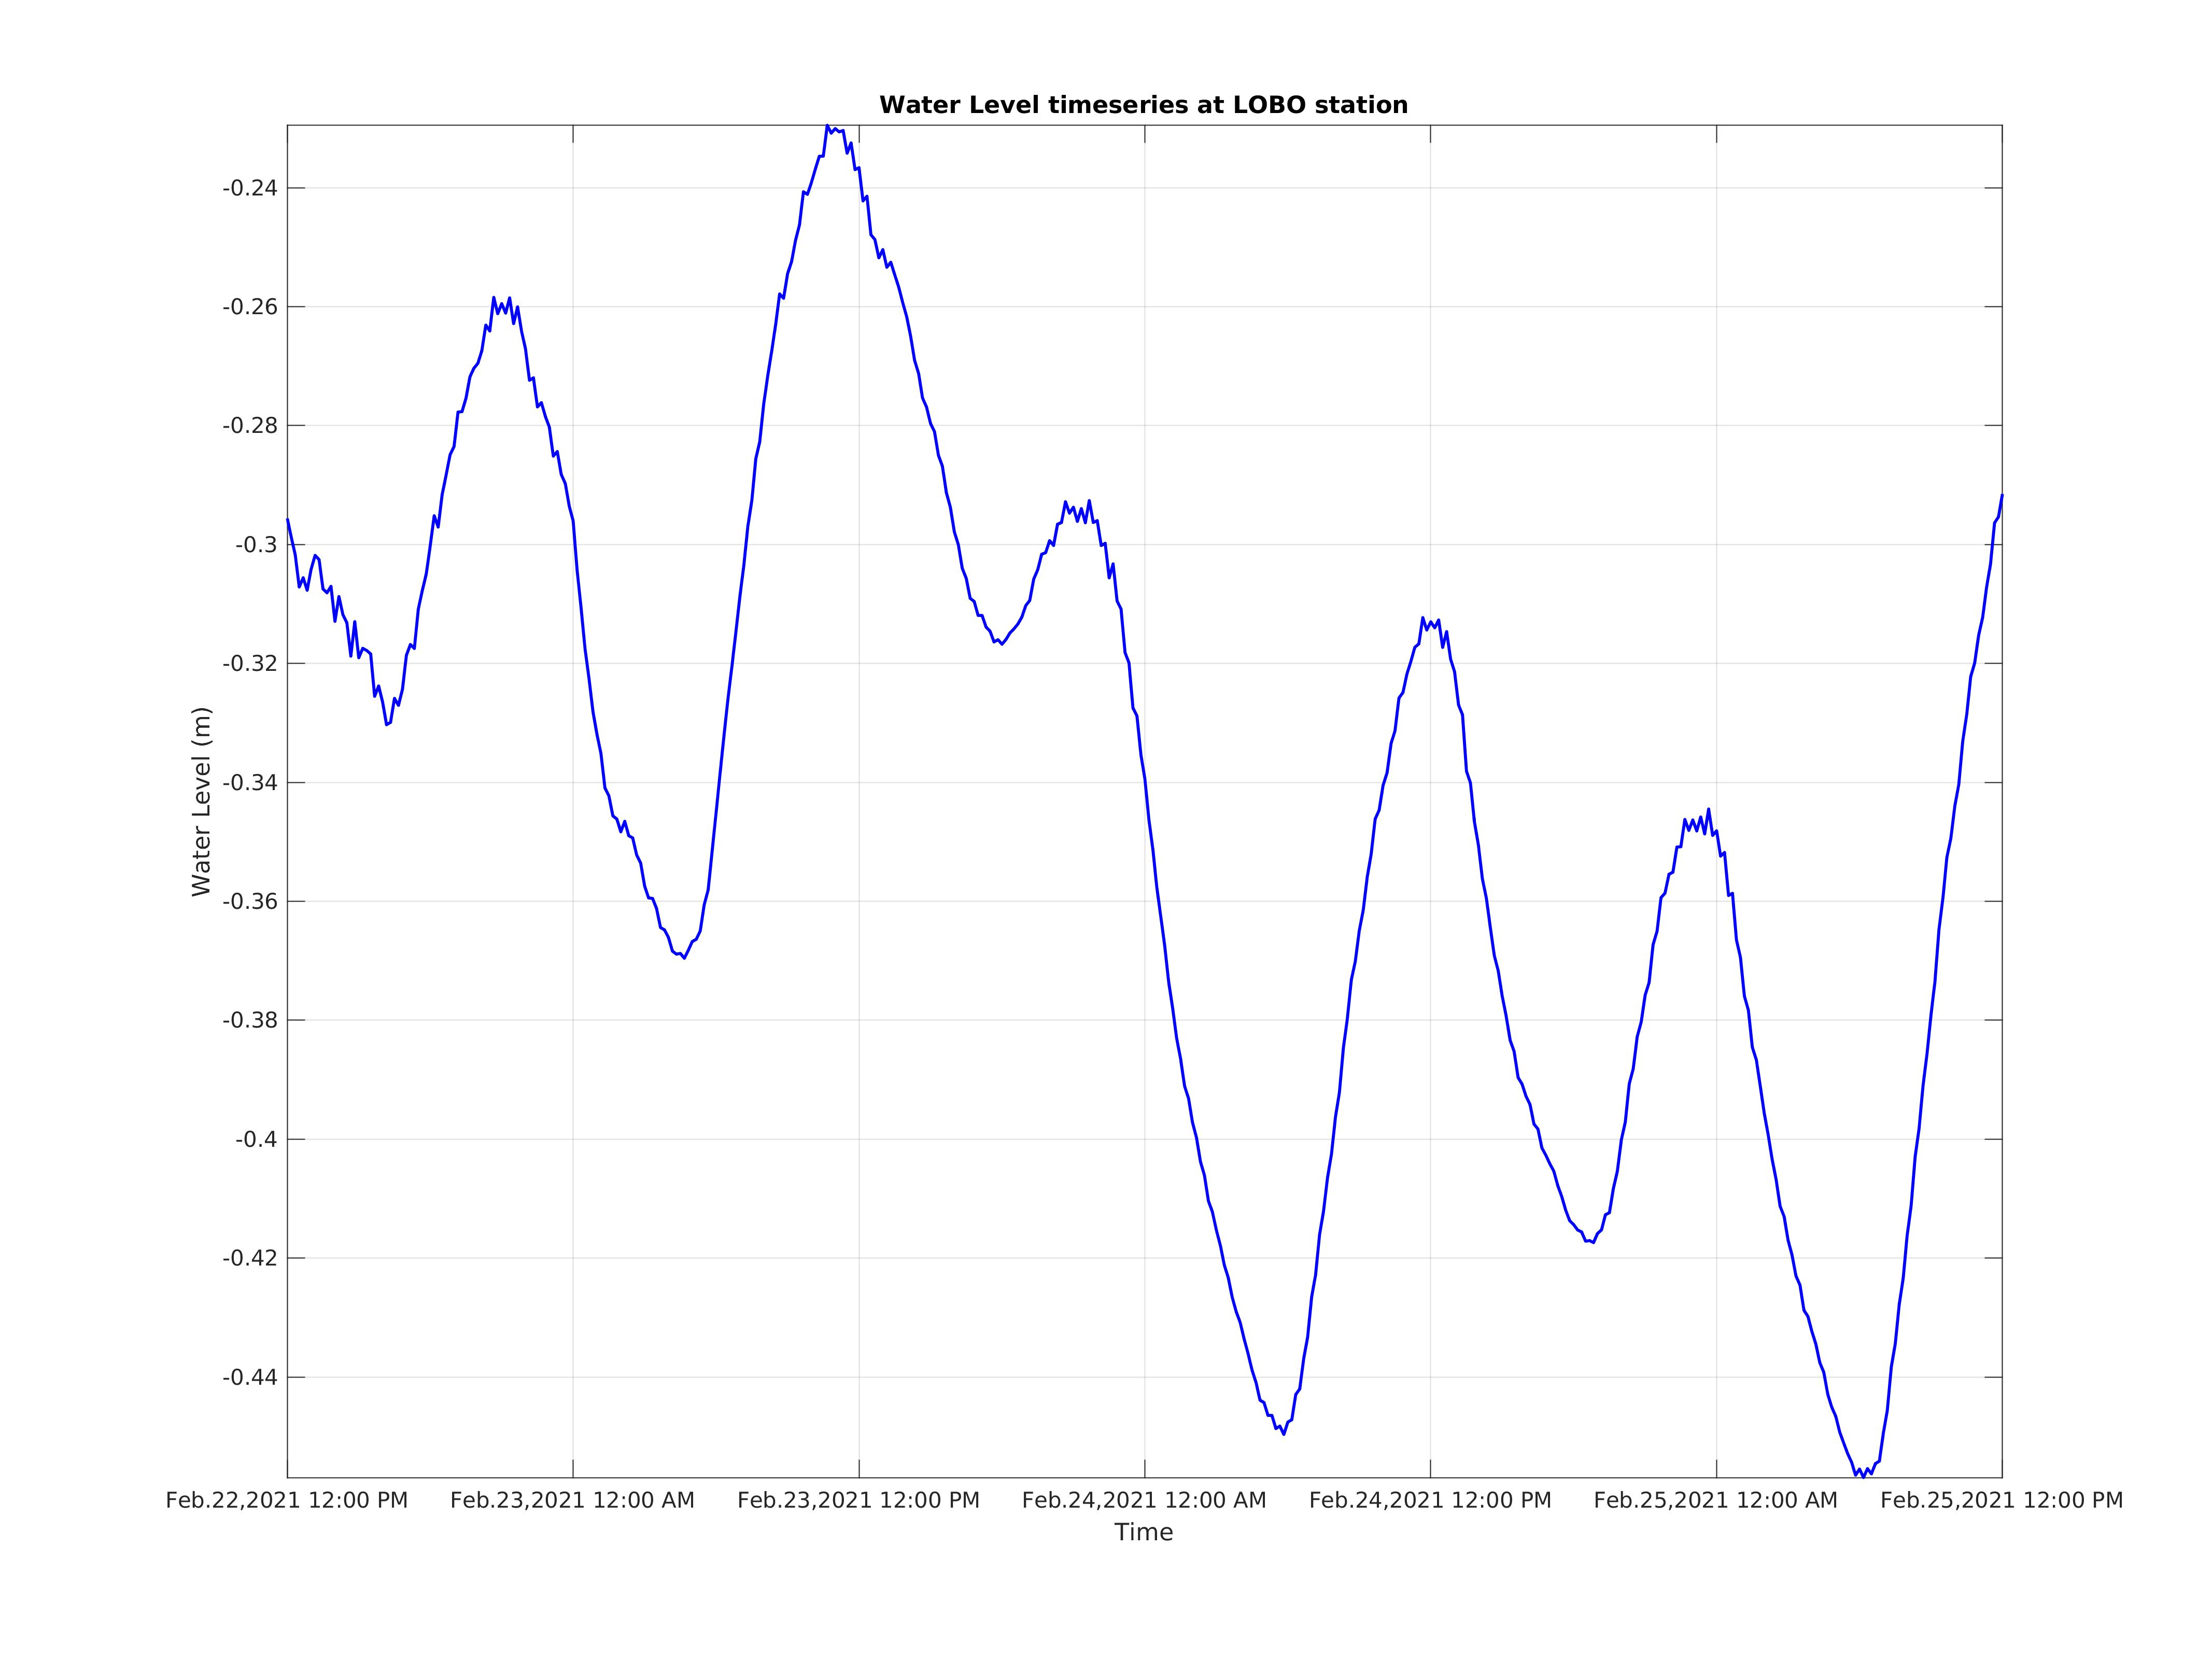 Water Level timeseries at LOBO station
-0.24
-0.26
-0.28
-0.3
-0.32
-0.34
-0.36
-0.38
-0.4
-0.42
-0.44
Water Level (m)
Feb.22,2021 12:00 PM Feb.23,2021 12:00 AM Feb.23,2021 12:00 PM Feb.24,2021 12:00 AM Feb.24,2021 12:00 PM Feb.25,2021 12:00 AM Feb.25,2021 12:00 PM
Time